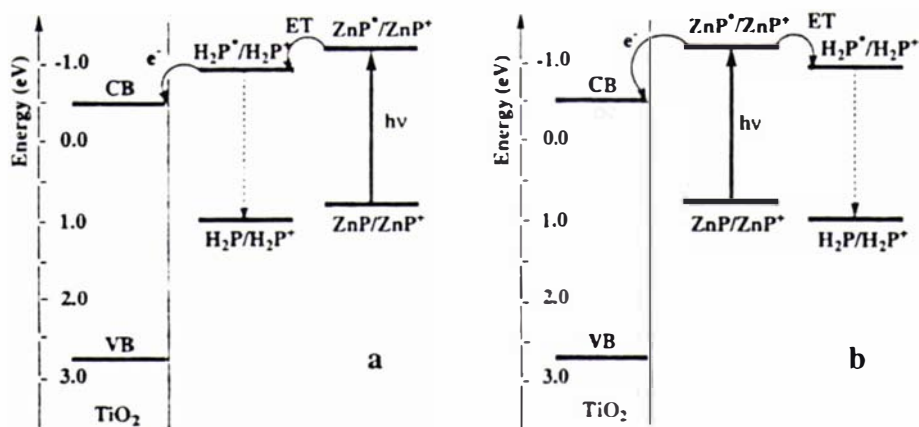 Energy (eV)
-1.0
0.0
1.0
2.0
3.0
CB
VB
TiO₂
e⁻
H₂P*/H₂P⁺
ET
ZnP*/ZnP⁺
hν
H₂P/H₂P⁺
ZnP/ZnP⁺
a
Energy (eV)
-1.0
0.0
1.0
2.0
3.0
CB
VB
TiO₂
e⁻
ZnP*/ZnP⁺
ET
H₂P*/H₂P⁺
hν
ZnP/ZnP⁺
H₂P/H₂P⁺
b